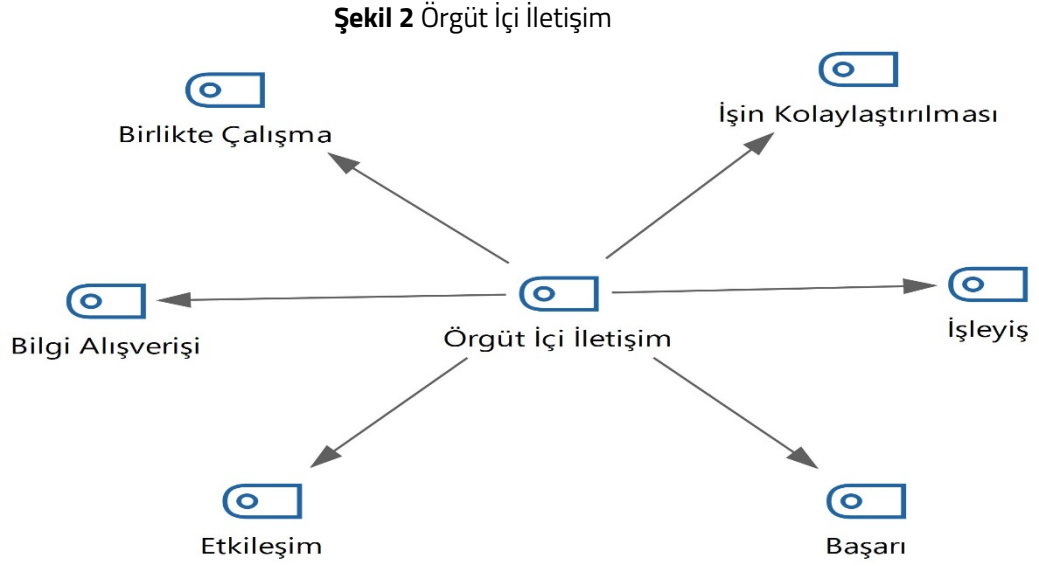 Şekil 2 Örgüt İçi İletişim
Birlikte Çalışma
İşin Kolaylaştırılması
Bilgi Alışverişi
Örgüt İçi İletişim
İşleyiş
Etkileşim
Başarı